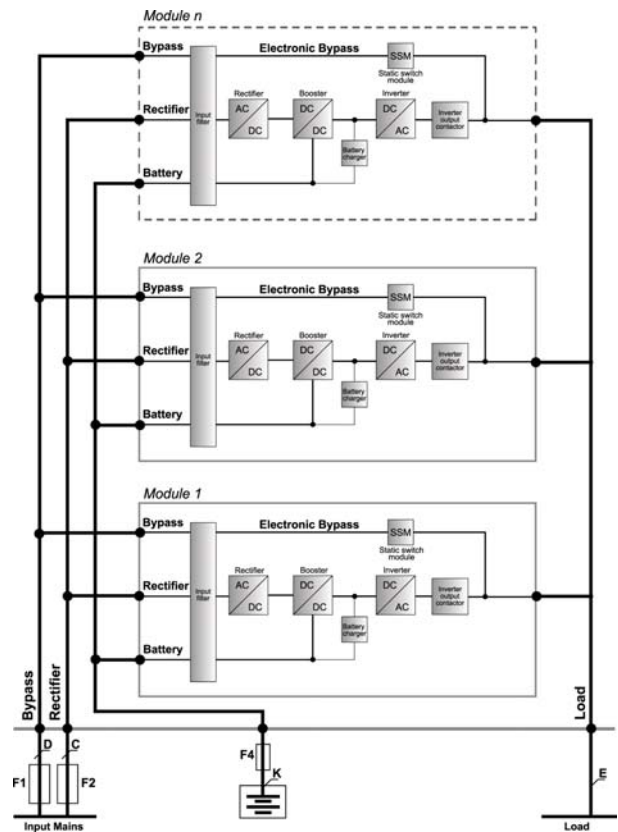 Module n
Bypass
Electronic Bypass
SSM
Static switch
module
Rectifier
Rectifier
Booster
Inverter
Input
filter
AC
DC
DC
DC
DC
AC
Inverter
output
contactor
Battery
charger
Battery
Module 2
Bypass
Electronic Bypass
SSM
Static switch
module
Rectifier
Rectifier
Booster
Inverter
Input
filter
AC
DC
DC
DC
DC
AC
Inverter
output
contactor
Battery
charger
Battery
Module 1
Bypass
Electronic Bypass
SSM
Static switch
module
Rectifier
Rectifier
Booster
Inverter
Input
filter
AC
DC
DC
DC
DC
AC
Inverter
output
contactor
Battery
charger
Battery
Bypass
Rectifier
Load
D
C
F1
F2
F4
K
E
Input Mains
Load